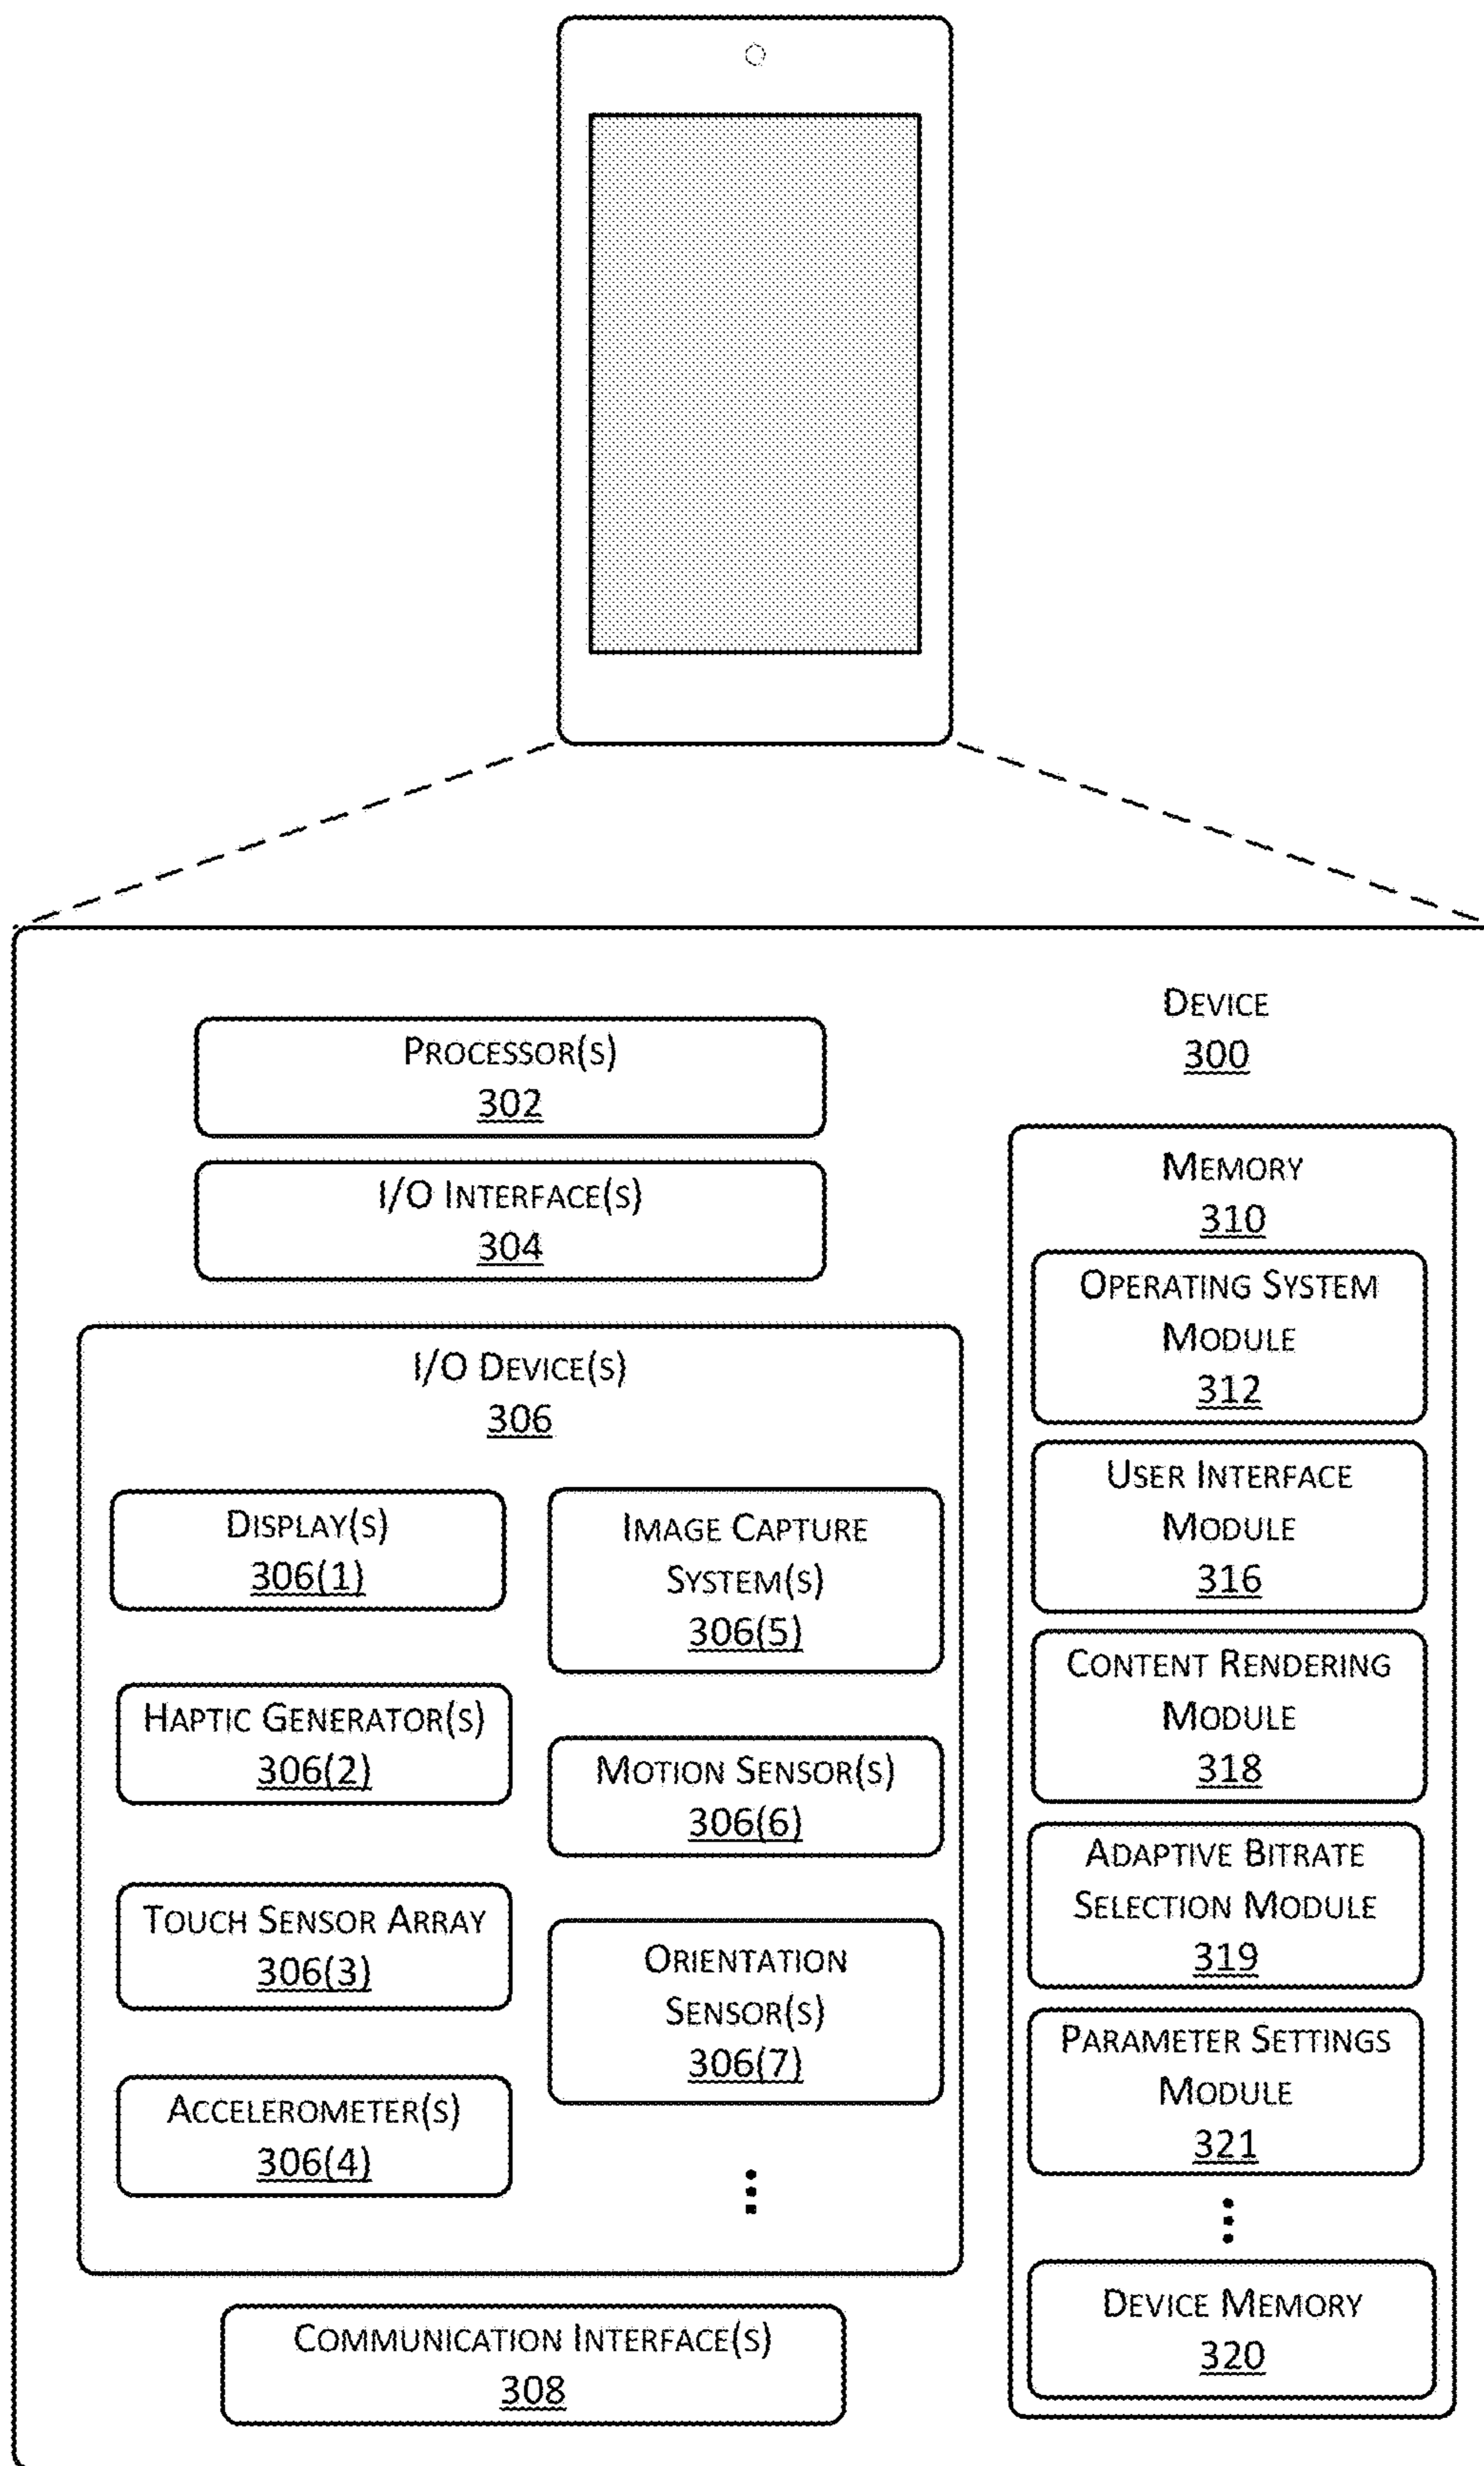 DEVICE
300
PROCESSOR(S)
302
I/O INTERFACE(S)
304
I/O DEVICE(S)
306
DISPLAY(S)
306(1)
HAPTIC GENERATOR(S)
306(2)
TOUCH SENSOR ARRAY
306(3)
ACCELEROMETER(S)
306(4)
IMAGE CAPTURE
SYSTEM(S)
306(5)
MOTION SENSOR(S)
306(6)
ORIENTATION
SENSOR(S)
306(7)
COMMUNICATION INTERFACE(S)
308
MEMORY
310
OPERATING SYSTEM
MODULE
312
USER INTERFACE
MODULE
316
CONTENT RENDERING
MODULE
318
ADAPTIVE BITRATE
SELECTION MODULE
319
PARAMETER SETTINGS
MODULE
321
DEVICE MEMORY
320